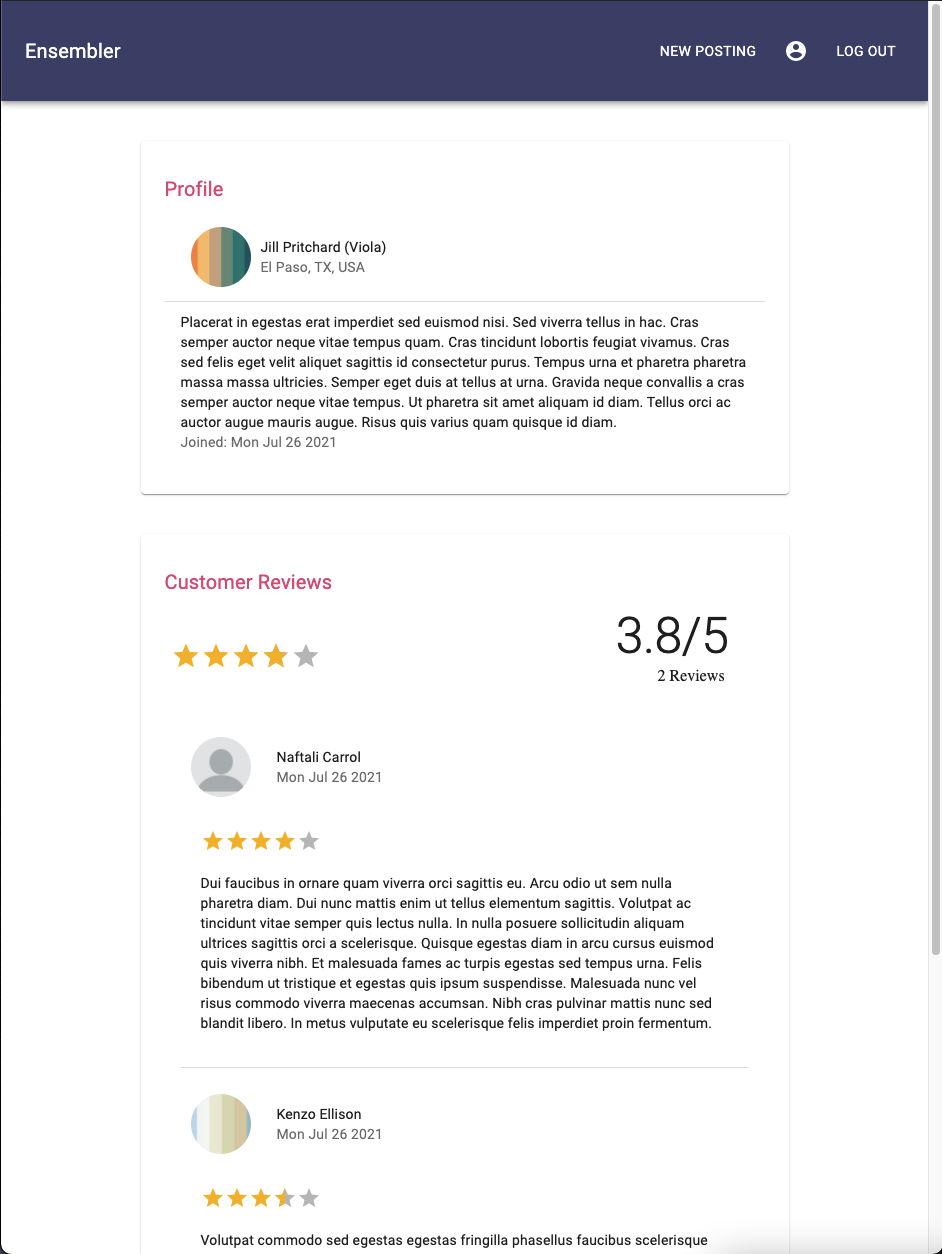 Ensembler
NEW POSTING
LOG OUT
Profile
Jill Pritchard (Viola)
El Paso, TX, USA
Placerat in egestas erat imperdiet sed euismod nisi. Sed viverra tellus in hac. Cras
semper auctor neque vitae tempus quam. Cras tincidunt lobortis feugiat vivamus. Cras
sed felis eget velit aliquet sagittis id consectetur purus. Tempus urna et pharetra pharetra
massa massa ultricies. Semper eget duis at tellus at urna. Gravida neque convallis a cras
semper auctor neque vitae tempus. Ut pharetra sit amet aliquam id diam. Tellus orci ac
auctor augue mauris augue. Risus quis varius quam quisque id diam.
Joined: Mon Jul 26 2021
Customer Reviews
3.8/5
2 Reviews
Naftali Carrol
Mon Jul 26 2021
Dui faucibus in ornare quam viverra orci sagittis eu. Arcu odio ut sem nulla
pharetra diam. Dui nunc mattis enim ut tellus elementum sagittis. Volutpat ac
tincidunt vitae semper quis lectus nulla. In nulla posuere sollicitudin aliquam
ultrices sagittis orci a scelerisque. Quisque egestas diam in arcu cursus euismod
quis viverra nibh. Et malesuada fames ac turpis egestas sed tempus urna. Felis
bibendum ut tristique et egestas quis ipsum suspendisse. Malesuada nunc vel
risus commodo viverra maecenas accumsan. Nibh cras pulvinar mattis nunc sed
blandit libero. In metus vulputate eu scelerisque felis imperdiet proin fermentum.
Kenzo Ellison
Mon Jul 26 2021
Volutpat commodo sed egestas egestas fringilla phasellus faucibus scelerisque